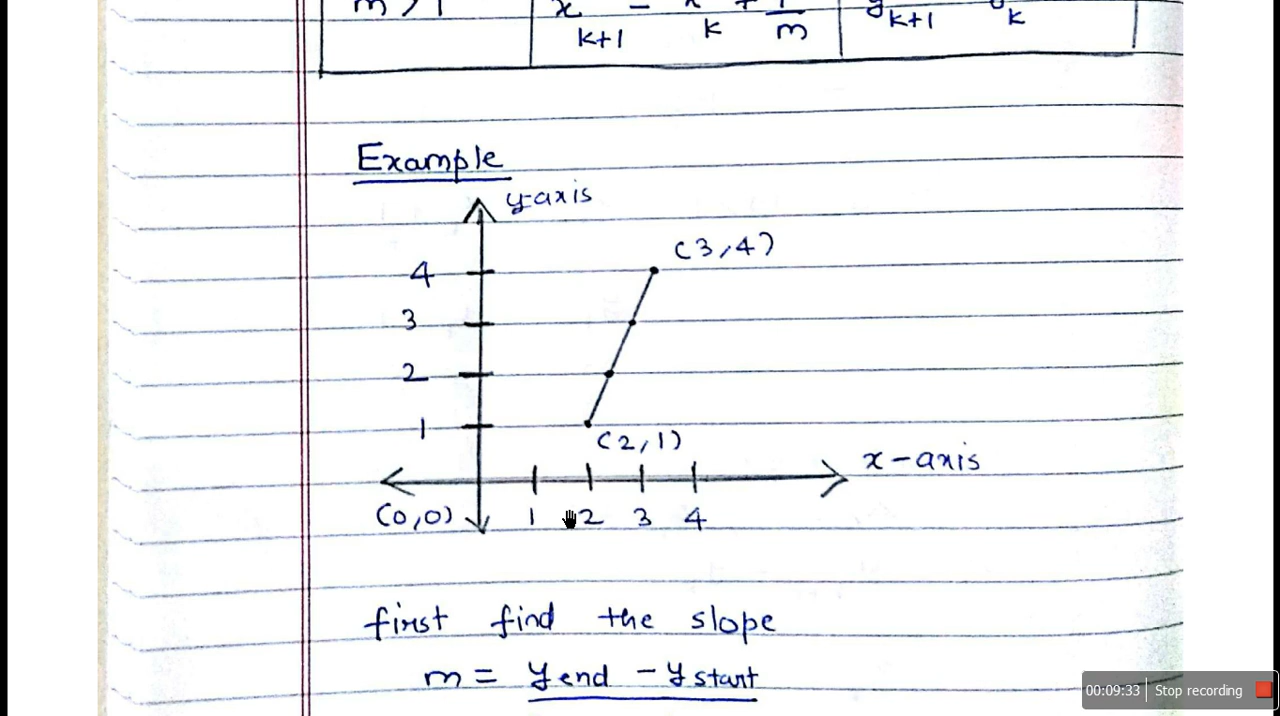 m > 1
k+1 k m k+1 k
Example
y-axis
(3,4)
4
3
2
1
(2,1)
x-axis
(0,0) 1 2 3 4
first find the slope
m = yend - ystart
00:09:33 Stop recording